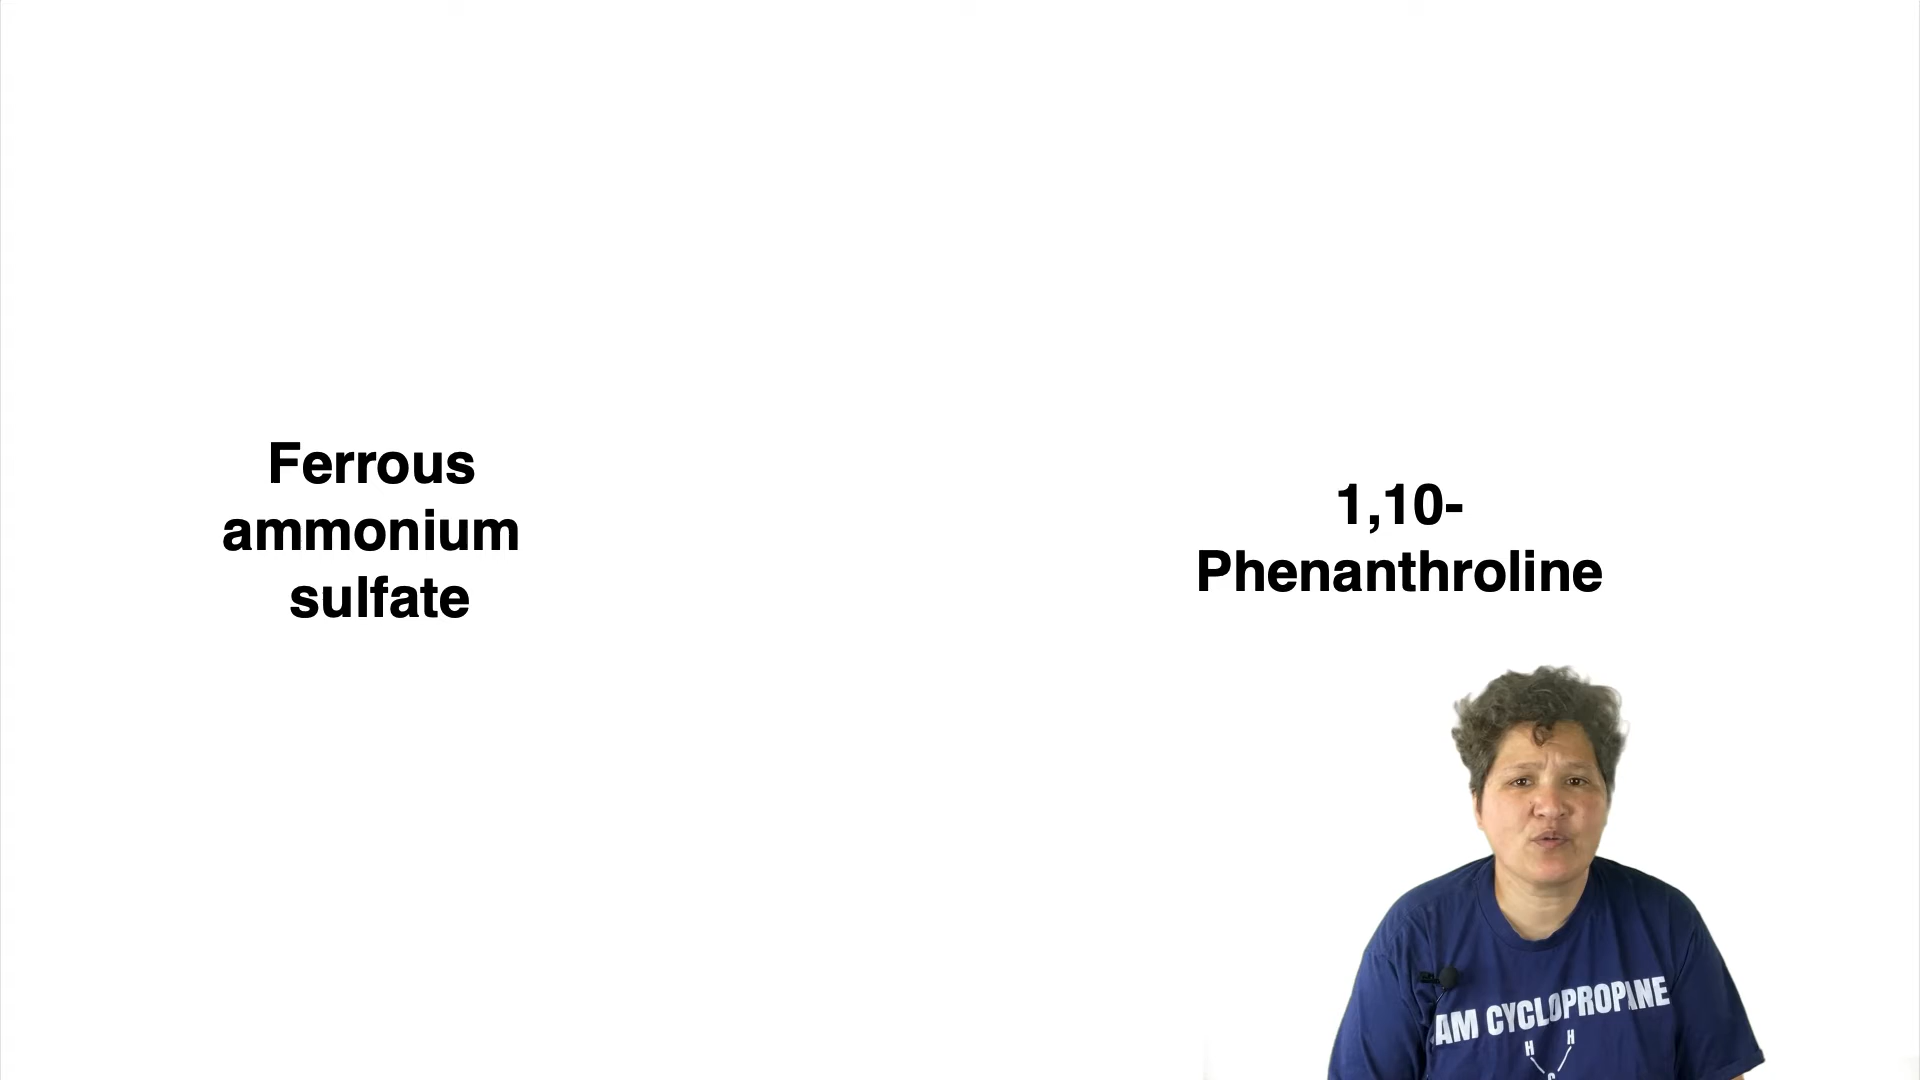 Ferrous
ammonium
sulfate
1,10-
Phenanthroline
AM CYCLOPROPANE
H H
C